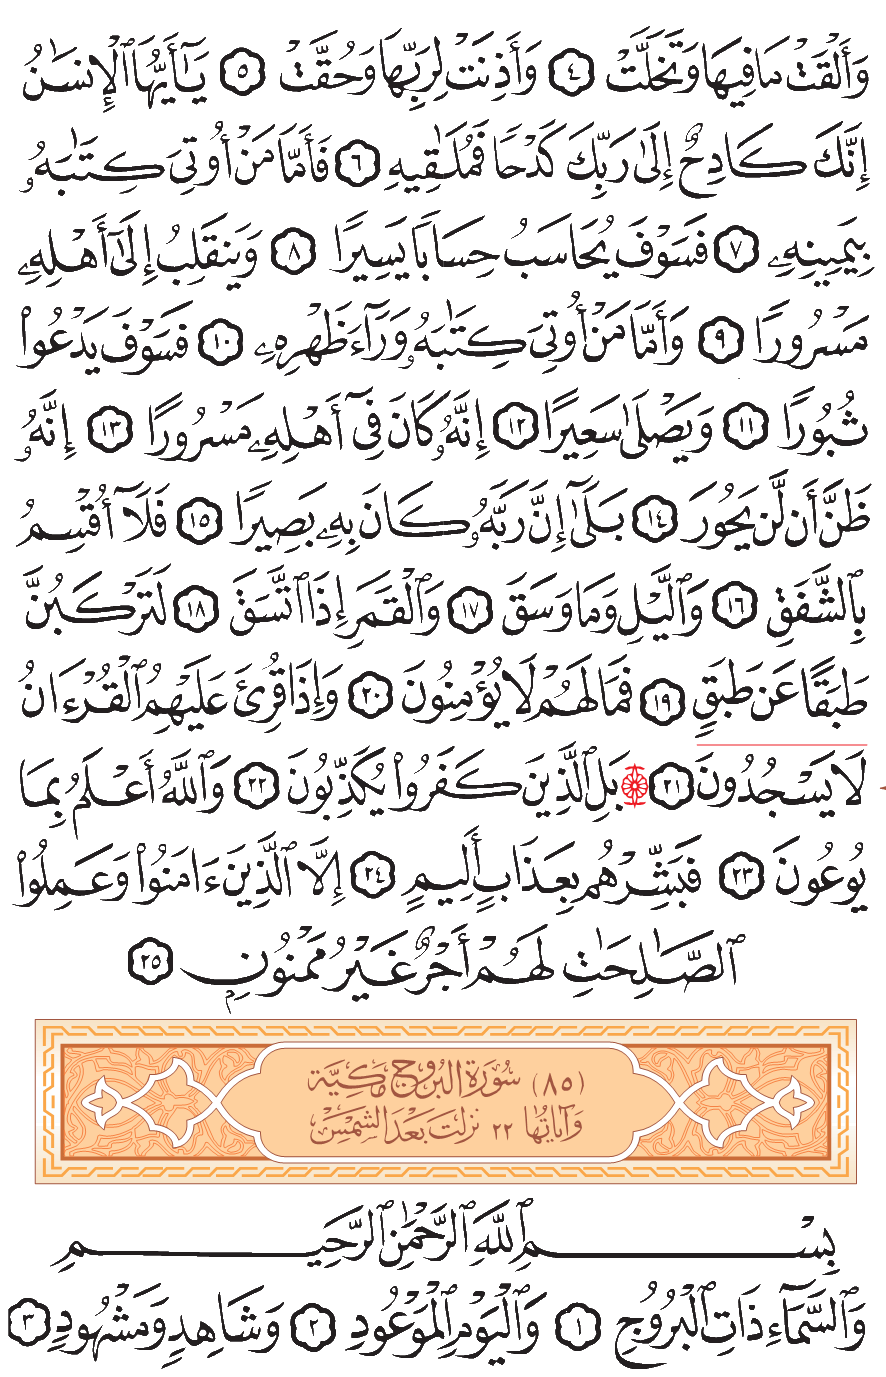 وَأَلْقَتْ مَا فِيهَا وَتَخَلَّتْ ٤ وَأَذِنَتْ لِرَبِّهَا وَحُقَّتْ ٥ يَـٰٓأَيُّهَا ٱلْإِنسَـٰنُ
إِنَّكَ كَادِحٌ إِلَىٰ رَبِّكَ كَدْحًا فَمُلَـٰقِيهِ ٦ فَأَمَّا مَنْ أُوتِىَ كِتَـٰبَهُۥ
بِيَمِينِهِۦ ٧ فَسَوْفَ يُحَاسَبُ حِسَابًا يَسِيرًا ٨ وَيَنقَلِبُ إِلَىٰٓ أَهْلِهِۦ
مَسْرُورًا ٩ وَأَمَّا مَنْ أُوتِىَ كِتَـٰبَهُۥ وَرَآءَ ظَهْرِهِۦ ١٠ فَسَوْفَ يَدْعُوا۟
ثُبُورًا ١١ وَيَصْلَىٰ سَعِيرًا ١٢ إِنَّهُۥ كَانَ فِىٓ أَهْلِهِۦ مَسْرُورًا ١٣ إِنَّهُۥ
ظَنَّ أَن لَّن يَحُورَ ١٤ بَلَىٰٓ إِنَّ رَبَّهُۥ كَانَ بِهِۦ بَصِيرًا ١٥ فَلَآ أُقْسِمُ
بِٱلشَّفَقِ ١٦ وَٱلَّيْلِ وَمَا وَسَقَ ١٧ وَٱلْقَمَرِ إِذَا ٱتَّسَقَ ١٨ لَتَرْكَبُنَّ
طَبَقًا عَن طَبَقٍ ١٩ فَمَا لَهُمْ لَا يُؤْمِنُونَ ٢٠ وَإِذَا قُرِئَ عَلَيْهِمُ ٱلْقُرْءَانُ
لَا يَسْجُدُونَ ٢١ بَلِ ٱلَّذِينَ كَفَرُوا۟ يُكَذِّبُونَ ٢٢ وَٱللَّهُ أَعْلَمُ بِمَا
يُوعُونَ ٢٣ فَبَشِّرْهُم بِعَذَابٍ أَلِيمٍ ٢٤ إِلَّا ٱلَّذِينَ ءَامَنُوا۟ وَعَمِلُوا۟
ٱلصَّـٰلِحَـٰتِ لَهُمْ أَجْرٌ غَيْرُ مَمْنُونٍۭ ٢٥
(٨٥) سُورَةُ البُرُوجِ مَكِيَّة
وَآيَاتُهَا ٢٢ نَزَلَتْ بَعْدَ الشَّمْسِ
بِسْمِ ٱللَّهِ ٱلرَّحْمَـٰنِ ٱلرَّحِيمِ
وَٱلسَّمَآءِ ذَاتِ ٱلْبُرُوجِ ١ وَٱلْيَوْمِ ٱلْمَوْعُودِ ٢ وَشَاهِدٍ وَمَشْهُودٍ ٣